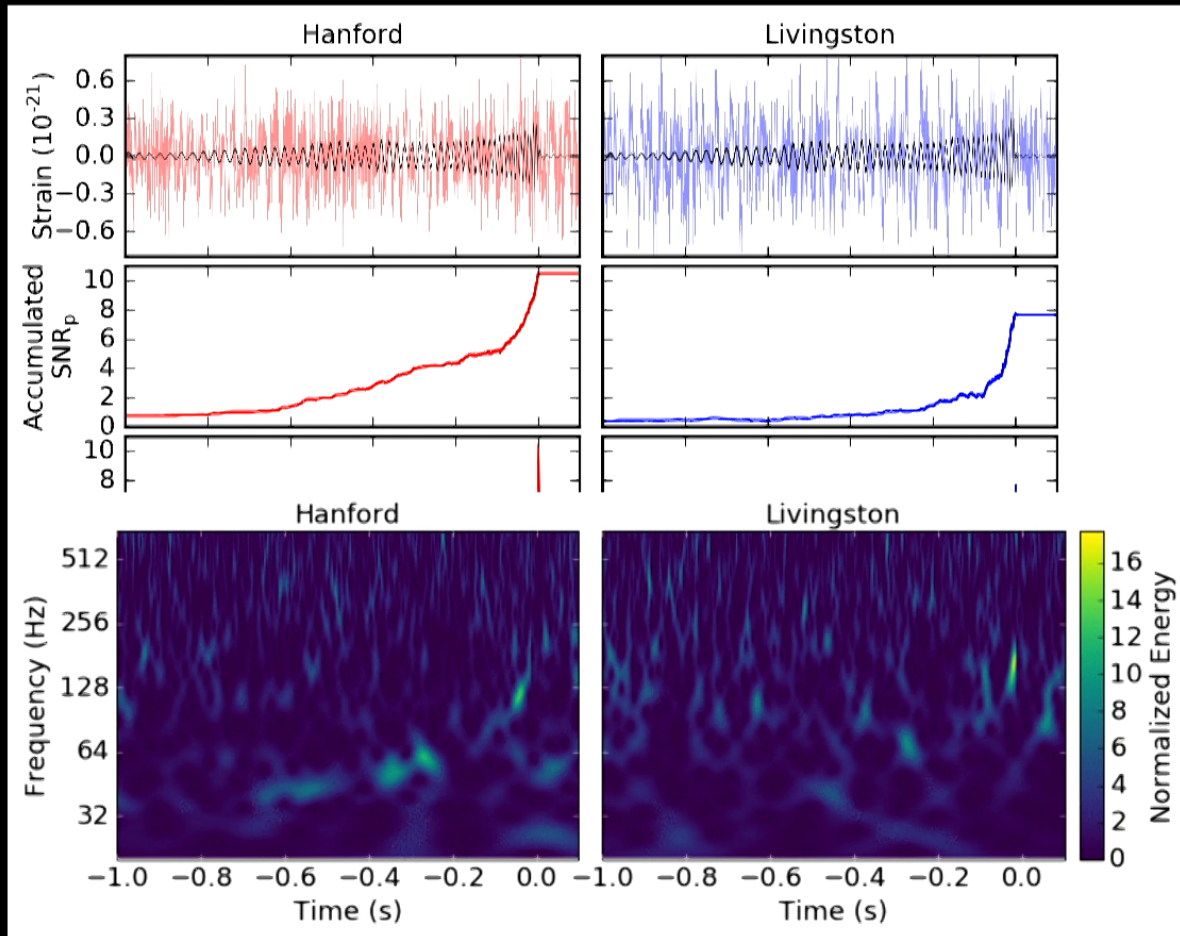 Hanford
Livingston
Strain (10⁻²¹)
0.6
0.3
0.0
−0.3
−0.6
Accumulated
SNRₚ
10
8
6
4
2
0
10
8
Hanford
Livingston
Frequency (Hz)
512
256
128
64
32
−1.0 −0.8 −0.6 −0.4 −0.2 0.0
Time (s)
−1.0 −0.8 −0.6 −0.4 −0.2 0.0
Time (s)
16
14
12
10
8
6
4
2
0
Normalized Energy